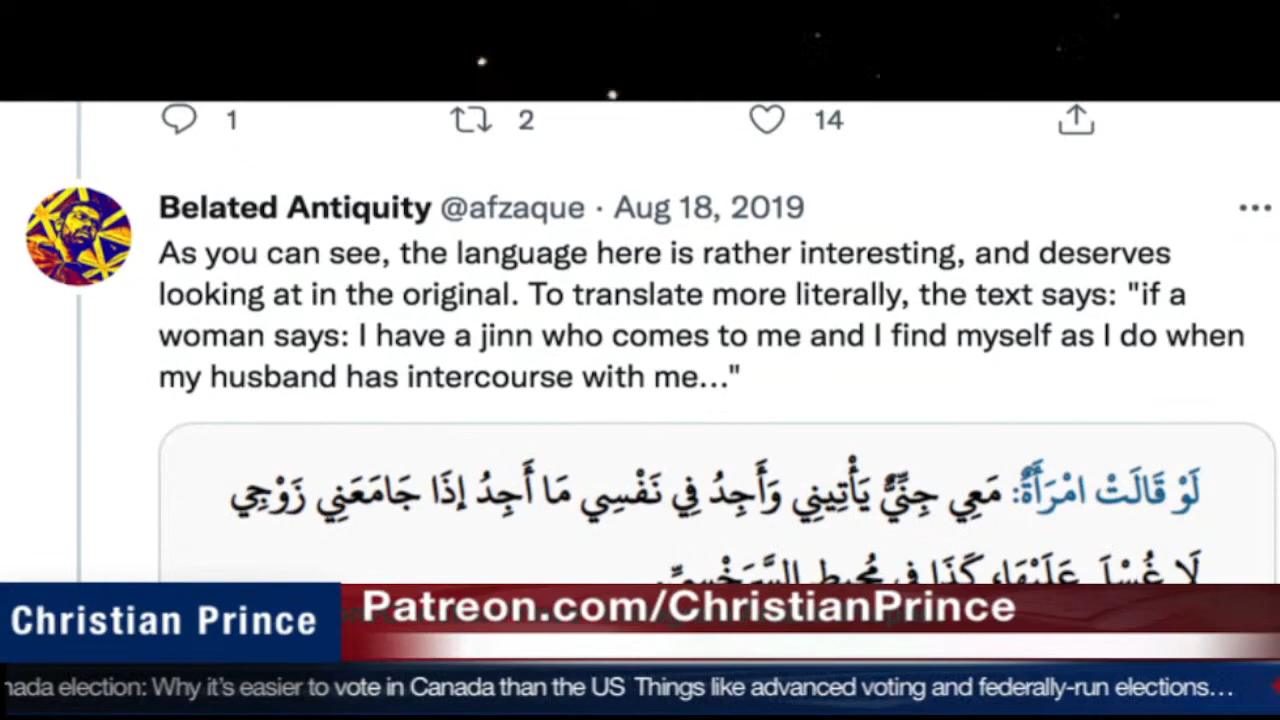 1 2 14
Belated Antiquity @afzaque · Aug 18, 2019
As you can see, the language here is rather interesting, and deserves
looking at in the original. To translate more literally, the text says: "if a
woman says: I have a jinn who comes to me and I find myself as I do when
my husband has intercourse with me..."
لَوْ قَالَتْ امْرَأَةٌ: مَعِي جِنِّيٌّ يَأْتِينِي وَأَجِدُ فِي نَفْسِي مَا أَجِدُ إذَا جَامَعَنِي زَوْجِي
لَا غُسْلَ عَلَيْهَا، كَذَا فِي مُحِيطِ السَّرَخْسِيِّ
Christian Prince
Patreon.com/ChristianPrince
nada election: Why it's easier to vote in Canada than the US Things like advanced voting and federally-run elections...